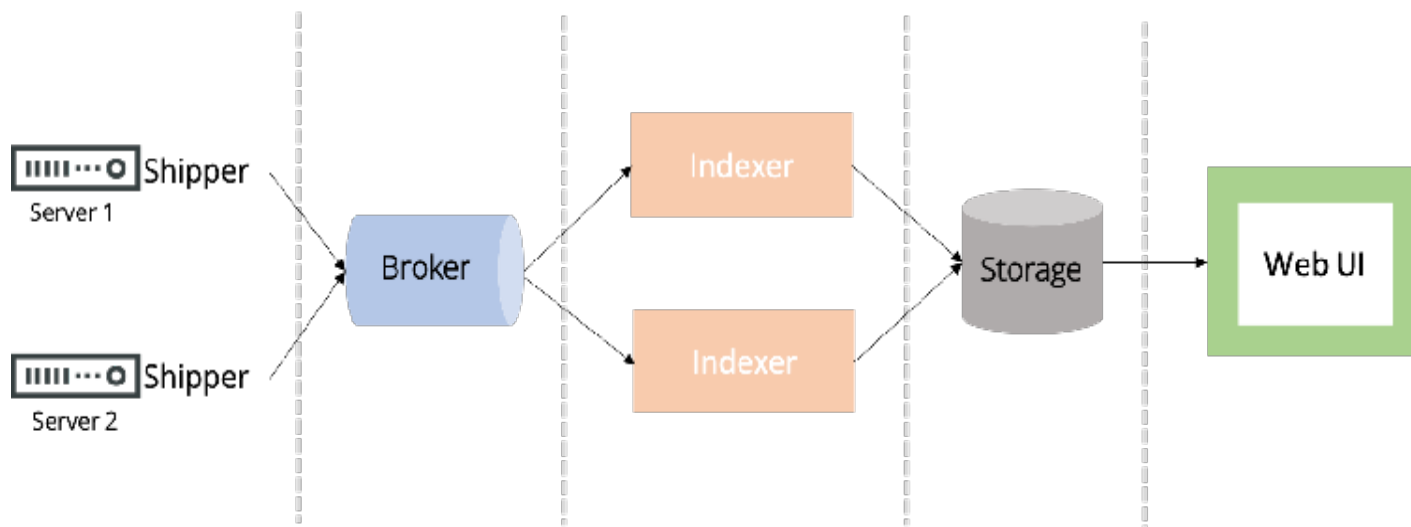 Shipper
Server 1
Shipper
Server 2
Broker
Indexer
Indexer
Storage
Web UI